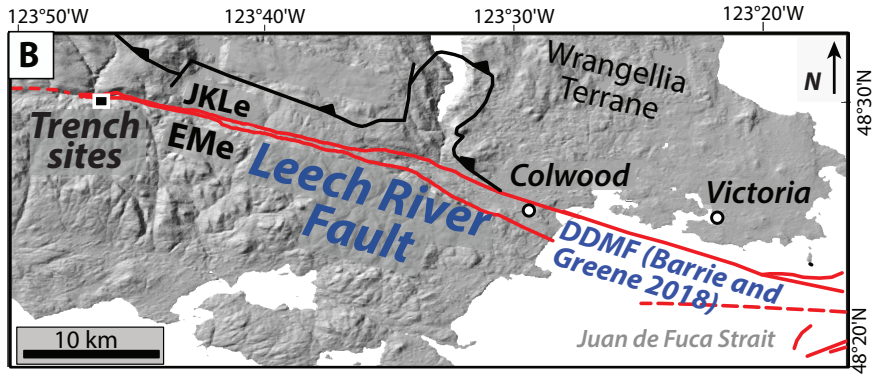 123°50'W
123°40'W
123°30'W
123°20'W
B
N
48°30'N
Wrangellia
Terrane
JKLe
EMe
Trench
sites
Leech River
Fault
Colwood
Victoria
DDMF (Barrie and
Greene 2018)
Juan de Fuca Strait
48°20'N
10 km